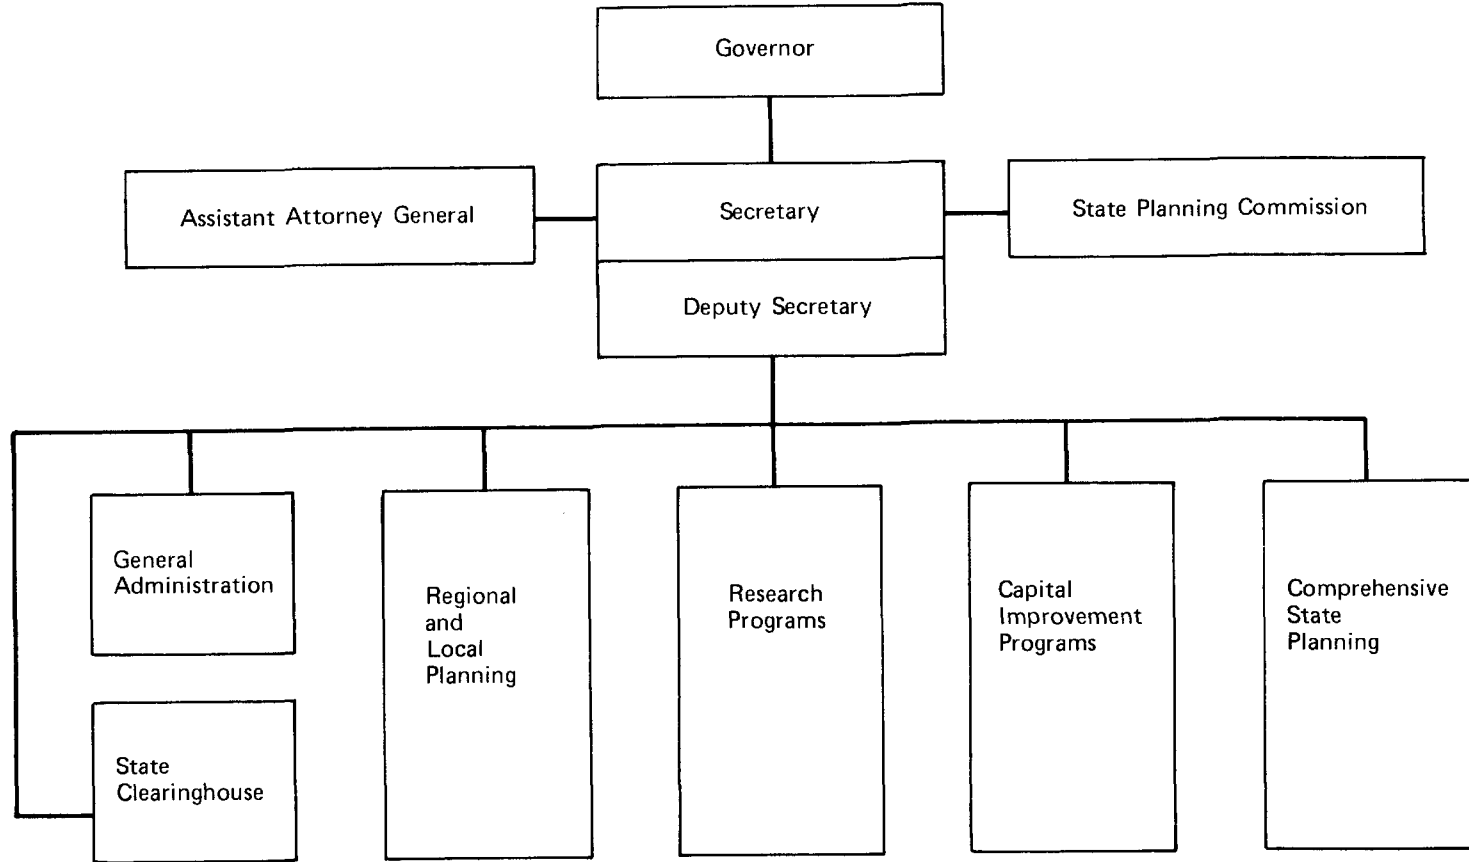 Governor
Assistant Attorney General
Secretary
State Planning Commission
Deputy Secretary
General
Administration
Regional
and
Local
Planning
Research
Programs
Capital
Improvement
Programs
Comprehensive
State
Planning
State
Clearinghouse